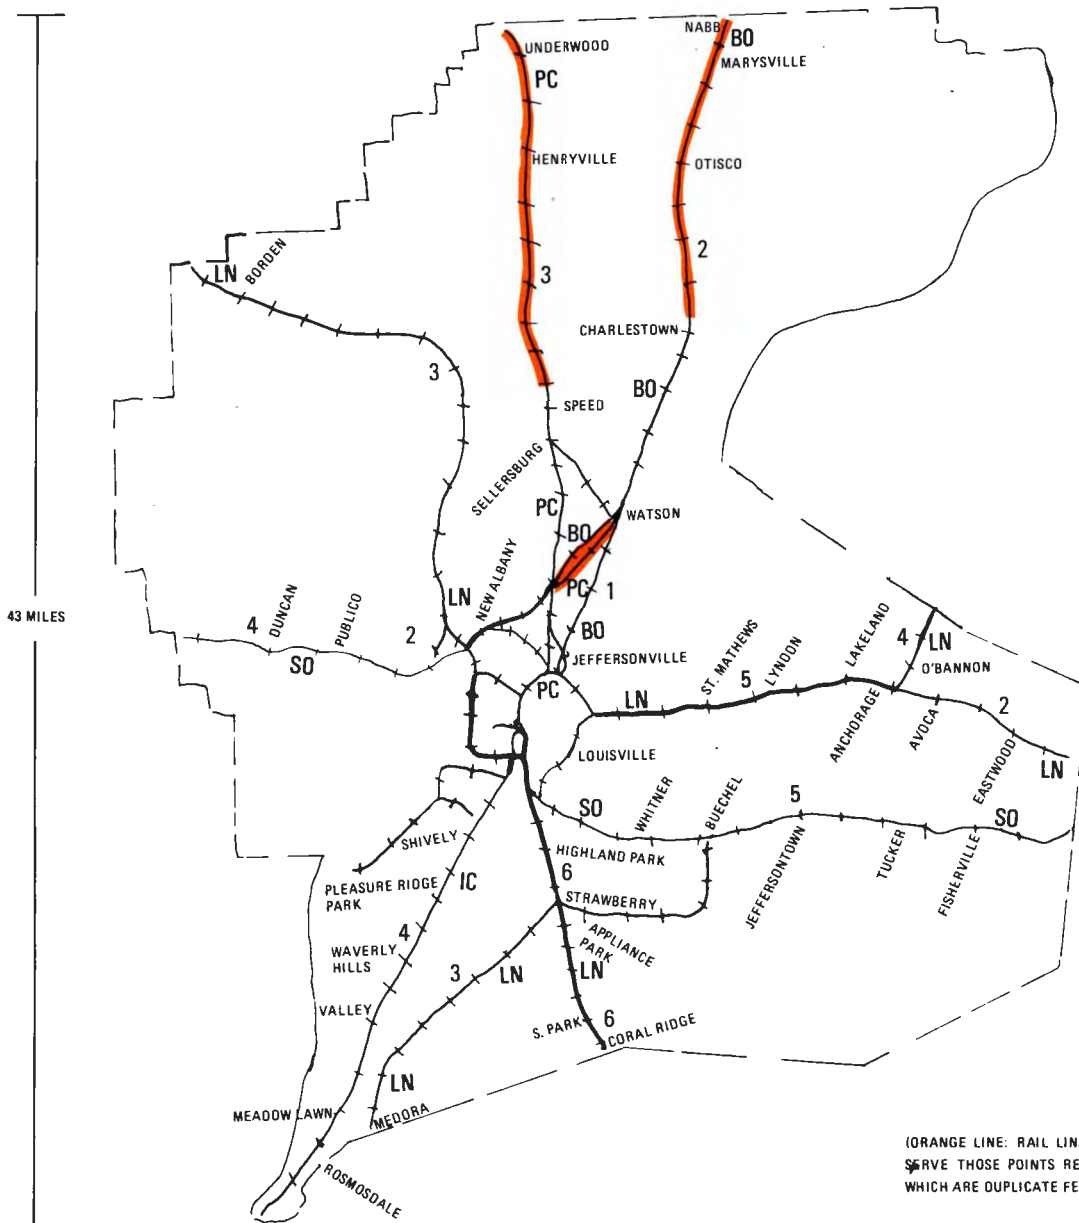 NABB
BO
UNDERWOOD
MARYSVILLE
PC
HENRYVILLE
OTISCO
LN
BORDEN
2
3
CHARLESTOWN
3
BO
SPEED
SELLERSBURG
PC
WATSON
BO
NEW ALBANY
PC
1
LN
43 MILES
4
DUNCAN
PUBLICO
2
SO
BO
JEFFERSONVILLE
PC
LN
ST. MATHEWS
5
LYNDON
LAKELAND
4
LN
O'BANNON
ANCHORAGE
AVOCA
2
EASTWOOD
LN
LOUISVILLE
SO
WHITNER
BUECHEL
5
SO
SHIVELY
HIGHLAND PARK
JEFFERSONTOWN
TUCKER
FISHERVILLE
PLEASURE RIDGE
PARK
IC
6
STRAWBERRY
APPLIANCE
PARK
4
WAVERLY
HILLS
3
LN
LN
VALLEY
S. PARK
6
CORAL RIDGE
LN
MEADOW LAWN
MEDORA
ROSMOSDALE
(ORANGE LINE: RAIL LIN
SERVE THOSE POINTS RE
WHICH ARE DUPLICATE FE